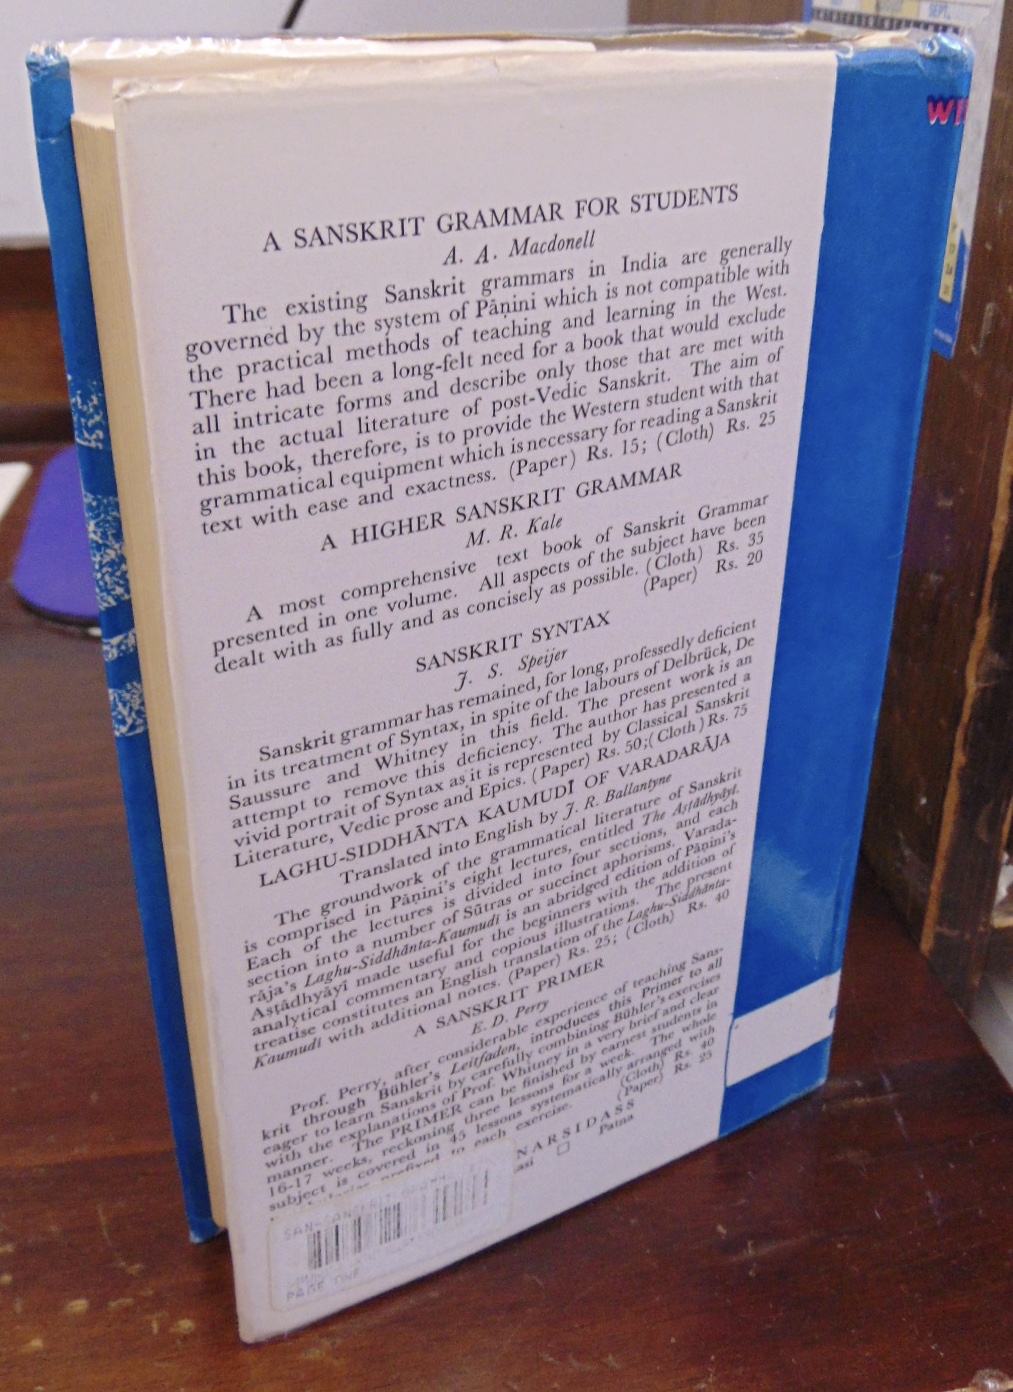 A SANSKRIT GRAMMAR FOR STUDENTS
A. A. Macdonell
The existing Sanskrit grammars in India are generally
governed by the system of Pāṇini which is not compatible with
the practical methods of teaching and learning in the West.
There had been a long-felt need for a book that would exclude
all intricate forms and describe only those that are met with
in the actual literature of post-Vedic Sanskrit. The aim of
this book, therefore, is to provide the Western student with that
grammatical equipment which is necessary for reading a Sanskrit
text with ease and exactness. (Paper) Rs. 15; (Cloth) Rs. 25
A HIGHER SANSKRIT GRAMMAR
M. R. Kale
A most comprehensive text book of Sanskrit Grammar
presented in one volume. All aspects of the subject have been
dealt with as fully and as concisely as possible. (Cloth) Rs. 35
(Paper) Rs. 20
SANSKRIT SYNTAX
J. S. Speijer
Sanskrit grammar has remained, for long, professedly deficient
in its treatment of Syntax, in spite of the labours of Delbrück, De
Saussure and Whitney in this field. The present work is an
attempt to remove this deficiency. The author has presented a
vivid portrait of Syntax as it is represented by Classical Sanskrit
Literature, Vedic prose and Epics. (Paper) Rs. 50; (Cloth) Rs. 75
LAGHU-SIDDHĀNTA KAUMUDĪ OF VARADARĀJA
Translated into English by J. R. Ballantyne
The groundwork of the grammatical literature of Sanskrit
is comprised in Pāṇini's eight lectures, entitled The Aṣṭādhyāyī.
Each of the lectures is divided into four sections, and each
section into a number of Sūtras or succinct aphorisms. Varada-
rāja's Laghu-Siddhānta-Kaumudī is an abridged edition of Pāṇini's
Aṣṭādhyāyī made useful for the beginners with the addition of
analytical commentary and copious illustrations. The present
treatise constitutes an English translation of the Laghu-Siddhānta-
Kaumudī with additional notes. (Paper) Rs. 25; (Cloth) Rs. 40
A SANSKRIT PRIMER
E. D. Perry
Prof. Perry, after considerable experience of teaching Sans-
krit through Bühler's Leitfaden, introduces this Primer to all
eager to learn Sanskrit by carefully combining Bühler's exercises
with the explanations of Prof. Whitney in a very brief and clear
manner. The PRIMER can be finished by earnest students in
16-17 weeks, reckoning three lessons for a week. The whole
subject is covered in 45 lessons systematically arranged with
prefixed to each exercise. (Cloth) Rs. 40
(Paper) Rs. 25
NARSIDASS
asi Patna
PAGE ONE
SEPT.